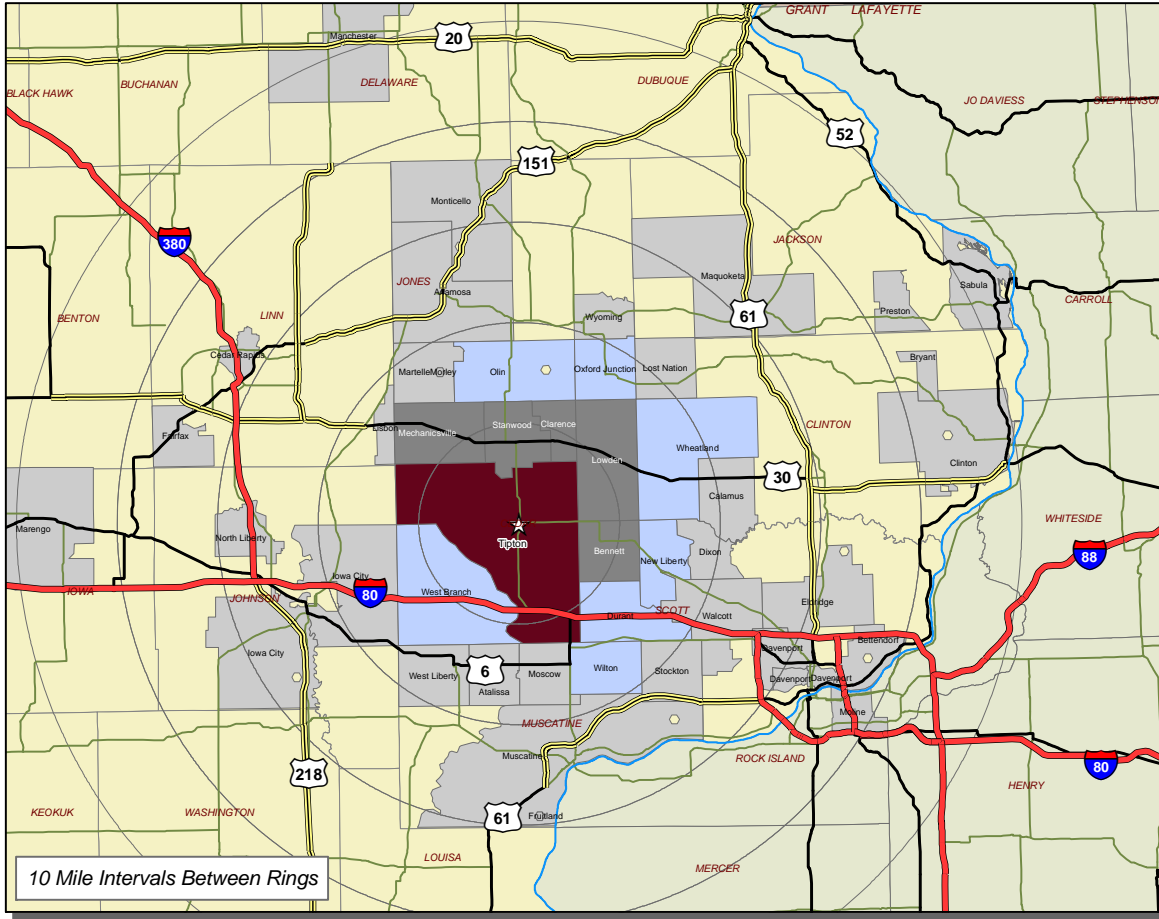 GRANT LAFAYETTE
Manchester
20
BUCHANAN
DELAWARE
DUBUQUE
BLACK HAWK
JO DAVIESS
STEPHENSON
52
151
Monticello
380
JACKSON
JONES
Maquoketa
Sabula
Anamosa
CARROLL
LINN
BENTON
61
Wyoming
Preston
Cedar Rapids
Bryant
Martelle
Morley
Olin
Oxford Junction
Lost Nation
Lisbon
Mechanicsville
Stanwood
Clarence
CLINTON
Fairfax
Wheatland
Lowden
Clinton
30
Calamus
WHITESIDE
Marengo
North Liberty
Tipton
Bennett
New Liberty
Dixon
88
Iowa City
IOWA
JOHNSON
80
West Branch
Eldridge
SCOTT
Durant
Walcott
Bettendorf
Iowa City
Davenport
West Liberty
6
Moscow
Wilton
Stockton
Davenport
Davenport
Atalissa
Moline
MUSCATINE
Muscatine
ROCK ISLAND
80
218
HENRY
KEOKUK
WASHINGTON
61
Fruitland
LOUISA
MERCER
10 Mile Intervals Between Rings